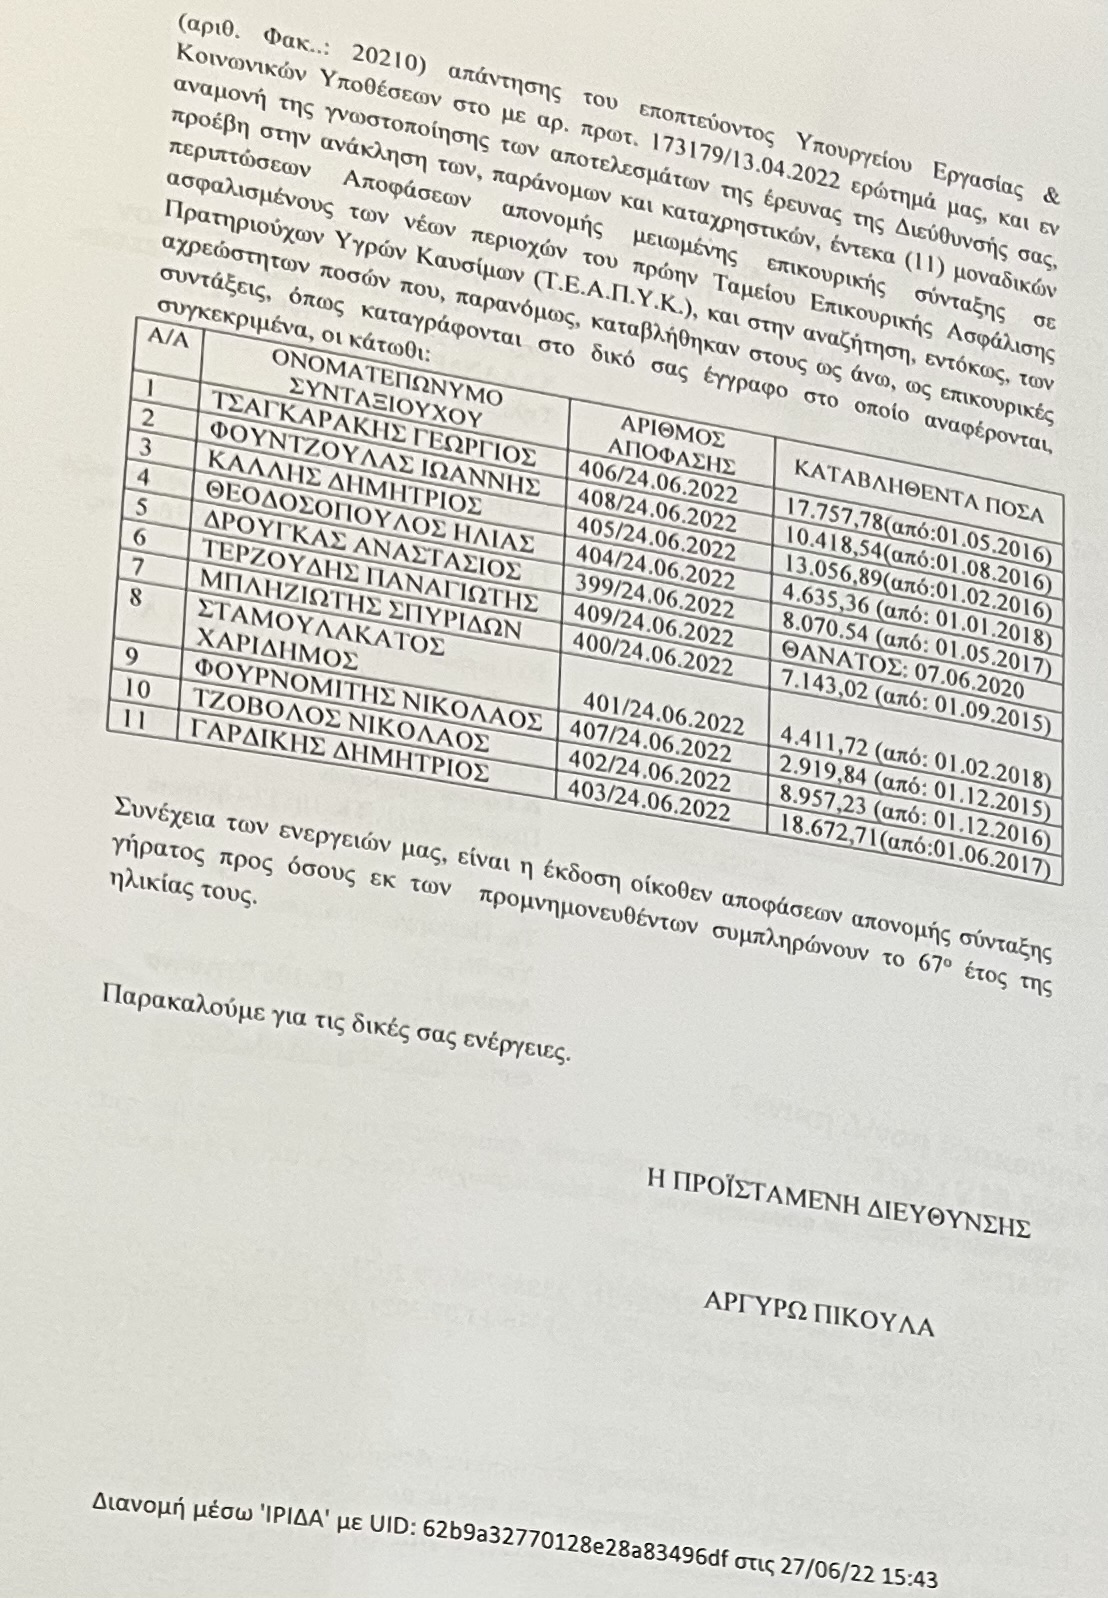 (αριθ. Φακ..: 20210) απάντησης του εποπτεύοντος Υπουργείου Εργασίας &
Κοινωνικών Υποθέσεων στο με αρ. πρωτ. 173179/13.04.2022 ερώτημά μας, και εν
αναμονή της γνωστοποίησης των αποτελεσμάτων της έρευνας της Διεύθυνσής σας,
προέβη στην ανάκληση των, παράνομων και καταχρηστικών, έντεκα (11) μοναδικών
περιπτώσεων Αποφάσεων απονομής μειωμένης επικουρικής σύνταξης σε
ασφαλισμένους των νέων περιοχών του πρώην Ταμείου Επικουρικής Ασφάλισης
Πρατηριούχων Υγρών Καυσίμων (Τ.Ε.Α.Π.Υ.Κ.), και στην αναζήτηση, εντόκως, των
αχρεώστητων ποσών που, παρανόμως, καταβλήθηκαν στους ως άνω, ως επικουρικές
συντάξεις, όπως καταγράφονται στο δικό σας έγγραφο στο οποίο αναφέρονται,
συγκεκριμένα, οι κάτωθι:
Α/Α ΟΝΟΜΑΤΕΠΩΝΥΜΟ ΣΥΝΤΑΞΙΟΥΧΟΥ ΑΡΙΘΜΟΣ ΑΠΟΦΑΣΗΣ ΚΑΤΑΒΛΗΘΕΝΤΑ ΠΟΣΑ
1 ΤΣΑΓΚΑΡΑΚΗΣ ΓΕΩΡΓΙΟΣ 406/24.06.2022 17.757,78(από:01.05.2016)
2 ΦΟΥΝΤΖΟΥΛΑΣ ΙΩΑΝΝΗΣ 408/24.06.2022 10.418,54(από:01.08.2016)
3 ΚΑΛΛΗΣ ΔΗΜΗΤΡΙΟΣ 405/24.06.2022 13.056,89(από:01.02.2016)
4 ΘΕΟΔΟΣΟΠΟΥΛΟΣ ΗΛΙΑΣ 404/24.06.2022 4.635,36 (από: 01.01.2018)
5 ΔΡΟΥΓΚΑΣ ΑΝΑΣΤΑΣΙΟΣ 399/24.06.2022 8.070.54 (από: 01.05.2017)
6 ΤΕΡΖΟΥΔΗΣ ΠΑΝΑΓΙΩΤΗΣ 409/24.06.2022 ΘΑΝΑΤΟΣ: 07.06.2020
7 ΜΠΛΗΖΙΩΤΗΣ ΣΠΥΡΙΔΩΝ 400/24.06.2022 7.143,02 (από: 01.09.2015)
8 ΣΤΑΜΟΥΛΑΚΑΤΟΣ ΧΑΡΙΔΗΜΟΣ 401/24.06.2022 4.411,72 (από: 01.02.2018)
9 ΦΟΥΡΝΟΜΙΤΗΣ ΝΙΚΟΛΑΟΣ 407/24.06.2022 2.919,84 (από: 01.12.2015)
10 ΤΖΟΒΟΛΟΣ ΝΙΚΟΛΑΟΣ 402/24.06.2022 8.957,23 (από: 01.12.2016)
11 ΓΑΡΔΙΚΗΣ ΔΗΜΗΤΡΙΟΣ 403/24.06.2022 18.672,71(από:01.06.2017)
Συνέχεια των ενεργειών μας, είναι η έκδοση οίκοθεν αποφάσεων απονομής σύνταξης
γήρατος προς όσους εκ των προμνημονευθέντων συμπληρώνουν το 67ο έτος της
ηλικίας τους.
Παρακαλούμε για τις δικές σας ενέργειες.
Η ΠΡΟΪΣΤΑΜΕΝΗ ΔΙΕΥΘΥΝΣΗΣ
ΑΡΓΥΡΩ ΠΙΚΟΥΛΑ
Διανομή μέσω 'ΙΡΙΔΑ' με UID: 62b9a32770128e28a83496df στις 27/06/22 15:43